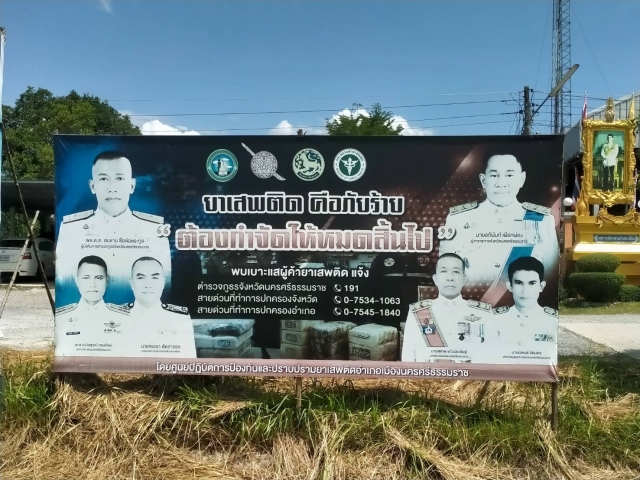 ยาเสพติด คือภัยร้าย
“ต้องกำจัดให้หมดสิ้นไป”
พบเบาะแสผู้ค้ายาเสพติด แจ้ง
ตำรวจภูธรจังหวัดนครศรีธรรมราช 191
สายด่วนที่ทำการปกครองจังหวัด 0-7534-1063
สายด่วนที่ทำการปกครองอำเภอ 0-7545-1840
โดยศูนย์ปฏิบัติการป้องกันและปราบปรามยาเสพติดอำเภอเมืองนครศรีธรรมราช